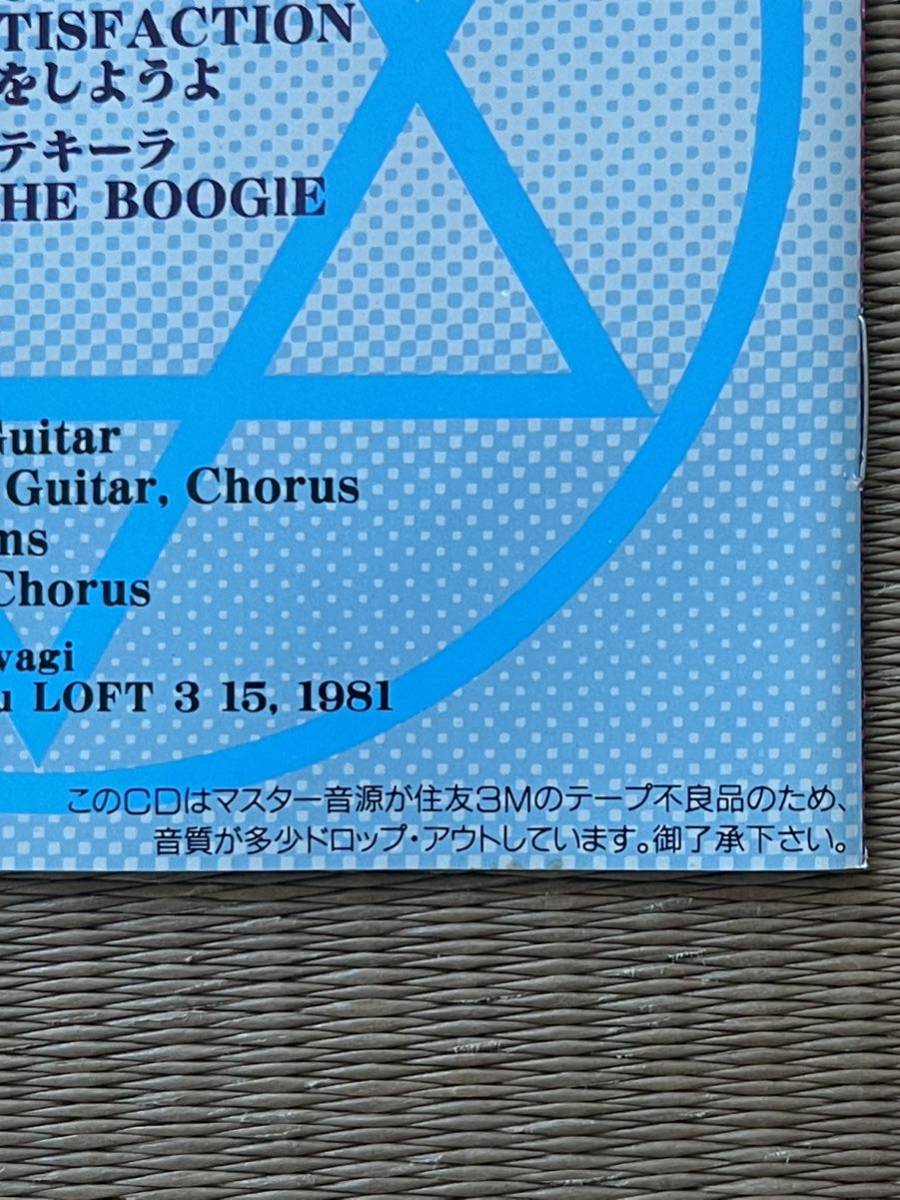 TISFACTION
をしようよ
テキーラ
HE BOOGIE
Guitar
Guitar, Chorus
ms
Chorus
wagi
u LOFT 3 15, 1981
このCDはマスター音源が住友3Mのテープ不良品のため、
音質が多少ドロップ・アウトしています。御了承下さい。